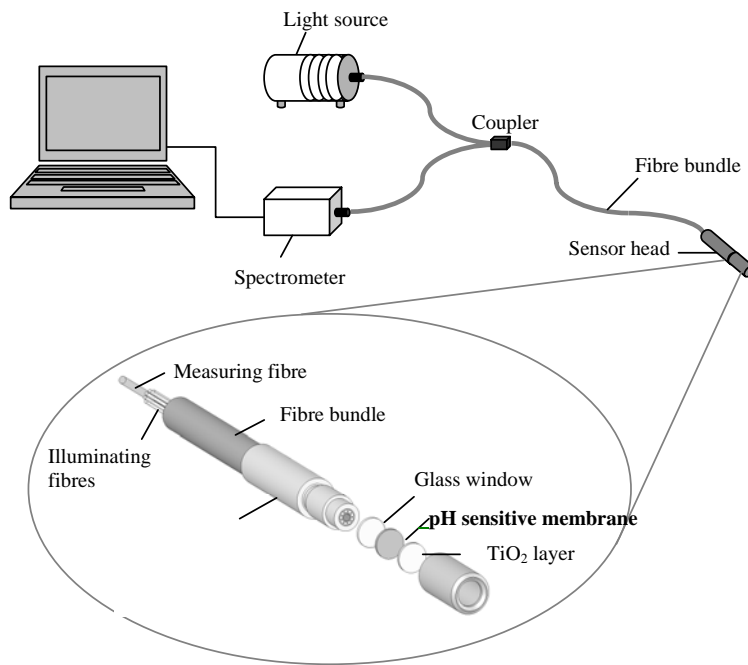 Light source
Coupler
Fibre bundle
Sensor head
Spectrometer
Measuring fibre
Fibre bundle
Illuminating
fibres
Glass window
pH sensitive membrane
TiO₂ layer